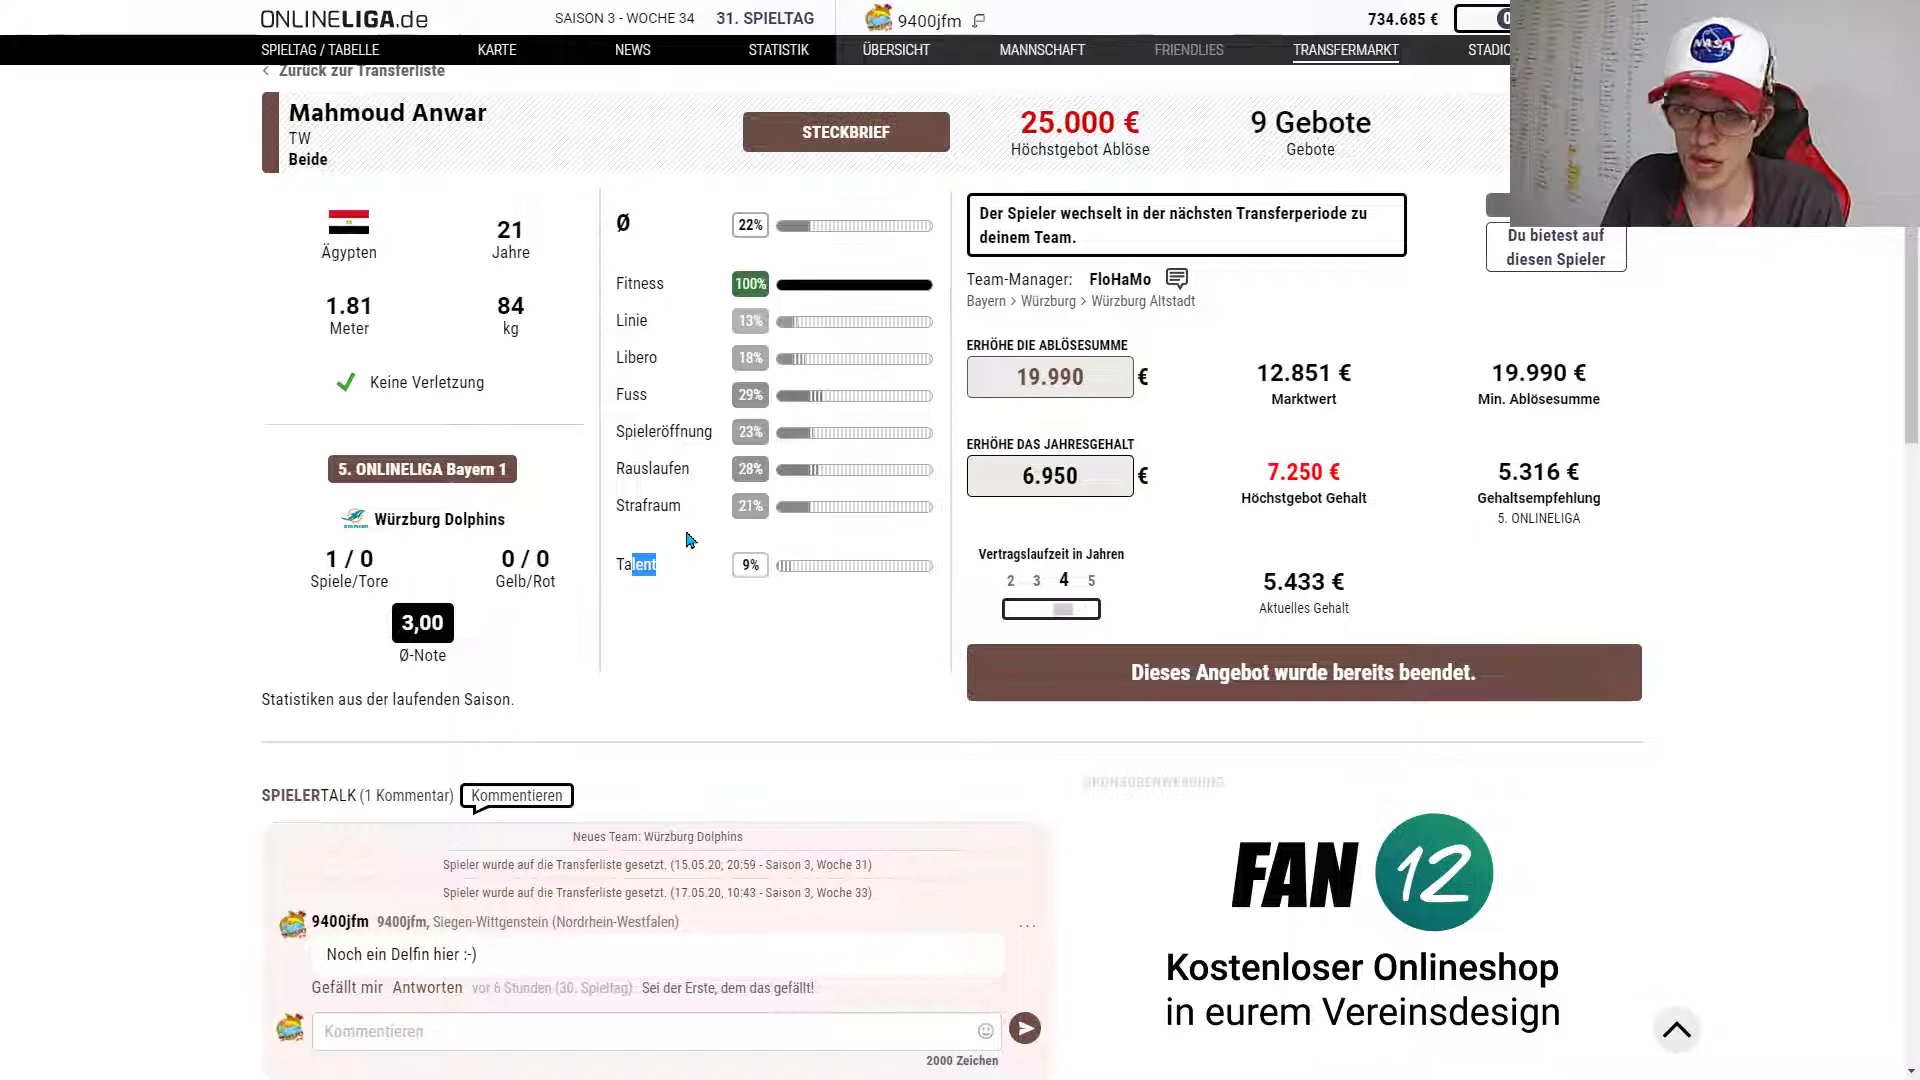 ONLINELIGA.de
SAISON 3 - WOCHE 34
31. SPIELTAG
9400jfm
734.685 €
SPIELTAG / TABELLE
KARTE
NEWS
STATISTIK
ÜBERSICHT
MANNSCHAFT
FRIENDLIES
TRANSFERMARKT
Zurück zur Transferliste
NASA
Mahmoud Anwar
TW
Beide
STECKBRIEF
25.000 €
Höchstgebot Ablöse
9 Gebote
Gebote
Ägypten
21
Jahre
1.81
Meter
84
kg
Keine Verletzung
5. ONLINELIGA Bayern 1
Würzburg Dolphins
1 / 0
Spiele/Tore
0 / 0
Gelb/Rot
3,00
Ø-Note
Statistiken aus der laufenden Saison.
Ø 22%
Fitness 100%
Linie 13%
Libero 18%
Fuss 29%
Spieleröffnung 23%
Rauslaufen 28%
Strafraum 21%
Talent 9%
Der Spieler wechselt in der nächsten Transferperiode zu
deinem Team.
Du bietest auf
diesen Spieler
Team-Manager: FloHaMo
Bayern > Würzburg > Würzburg Altstadt
ERHÖHE DIE ABLÖSESUMME
19.990 €
12.851 €
Marktwert
19.990 €
Min. Ablösesumme
ERHÖHE DAS JAHRESGEHALT
6.950 €
7.250 €
Höchstgebot Gehalt
5.316 €
Gehaltsempfehlung
5. ONLINELIGA
Vertragslaufzeit in Jahren
2 3 4 5
5.433 €
Aktuelles Gehalt
Dieses Angebot wurde bereits beendet.
SPIELERTALK (1 Kommentar) Kommentieren
Neues Team: Würzburg Dolphins
Spieler wurde auf die Transferliste gesetzt. (15.05.20, 20:59 - Saison 3, Woche 31)
Spieler wurde auf die Transferliste gesetzt. (17.05.20, 10:43 - Saison 3, Woche 33)
9400jfm 9400jfm, Siegen-Wittgenstein (Nordrhein-Westfalen)
...
Noch ein Delfin hier :-)
Gefällt mir Antworten vor 6 Stunden (30. Spieltag) Sei der Erste, dem das gefällt!
Kommentieren
2000 Zeichen
FAN 12
Kostenloser Onlineshop
in eurem Vereinsdesign